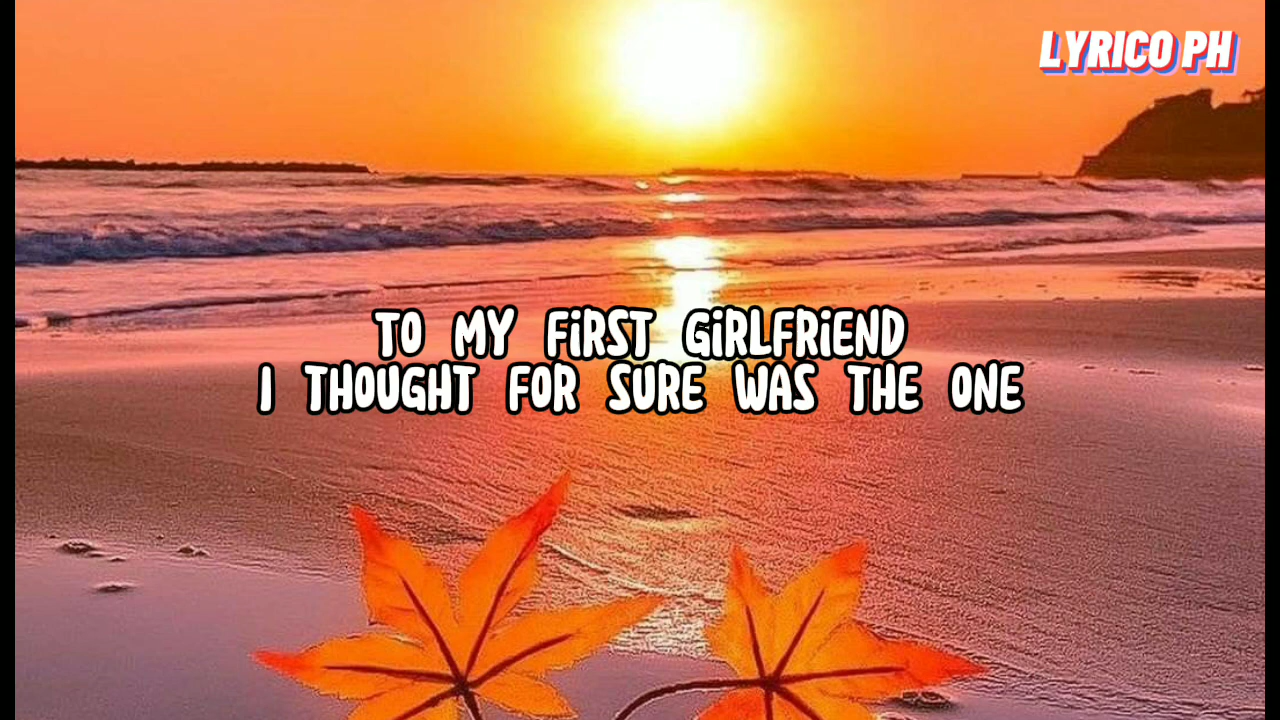 LYRICO PH
TO MY FiRST GiRLFRiEND
I THOUGHT FOR SURE WAS THE ONE